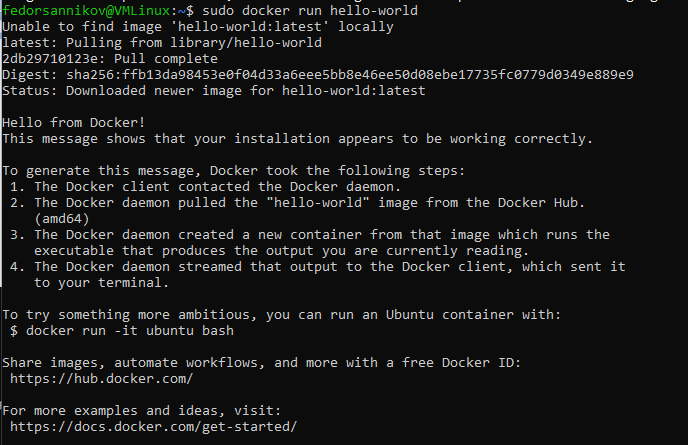 fedorsannikov@VMLinux:~$ sudo docker run hello-world
Unable to find image 'hello-world:latest' locally
latest: Pulling from library/hello-world
2db29710123e: Pull complete
Digest: sha256:ffb13da98453e0f04d33a6eee5bb8e46ee50d08ebe17735fc0779d0349e889e9
Status: Downloaded newer image for hello-world:latest
Hello from Docker!
This message shows that your installation appears to be working correctly.
To generate this message, Docker took the following steps:
1. The Docker client contacted the Docker daemon.
2. The Docker daemon pulled the "hello-world" image from the Docker Hub.
(amd64)
3. The Docker daemon created a new container from that image which runs the
executable that produces the output you are currently reading.
4. The Docker daemon streamed that output to the Docker client, which sent it
to your terminal.
To try something more ambitious, you can run an Ubuntu container with:
$ docker run -it ubuntu bash
Share images, automate workflows, and more with a free Docker ID:
https://hub.docker.com/
For more examples and ideas, visit:
https://docs.docker.com/get-started/